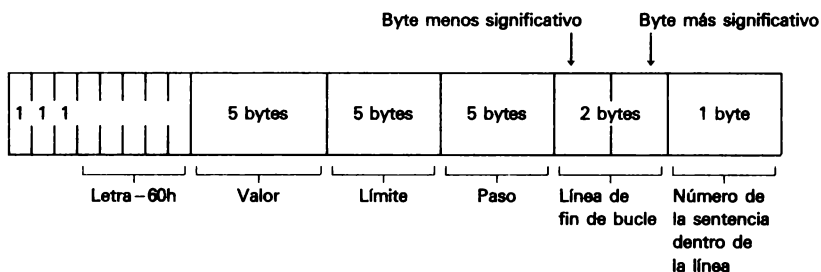 Byte menos significativo Byte más significativo
1 1 1 5 bytes 5 bytes 5 bytes 2 bytes 1 byte
Letra – 60h Valor Límite Paso Línea de fin de bucle Número de la sentencia dentro de la línea